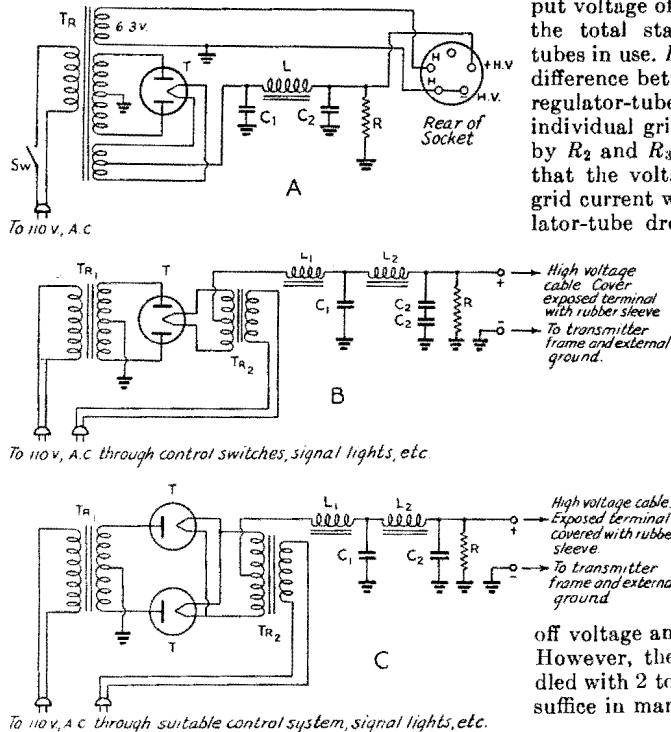 put voltage of
the total sta
tubes in use.
difference bet
regulator-tube
individual gri
by R2 and R3
that the volt
grid current w
lator-tube dro
TR
6 3 v.
T
L
C1
C2
R
H
H
+H.V
H.V.
Rear of
Socket
Sw
A
To 110 v, A.C
TR1
T
TR2
L1
L2
C1
C2
C2
R
+
-
High voltage
cable Cover
exposed terminal
with rubber sleeve
To transmitter
frame and external
ground.
B
To 110 v, A.C through control switches, signal lights, etc.
TR1
T
T
TR2
L1
L2
C1
C2
R
+
-
High voltage cable.
Exposed terminal
covered with rubbe
sleeve.
To transmitter
frame and externa
ground
C
To 110 v, A C through suitable control system, signal lights, etc.
off voltage an
However, the
dled with 2 to
suffice in mar